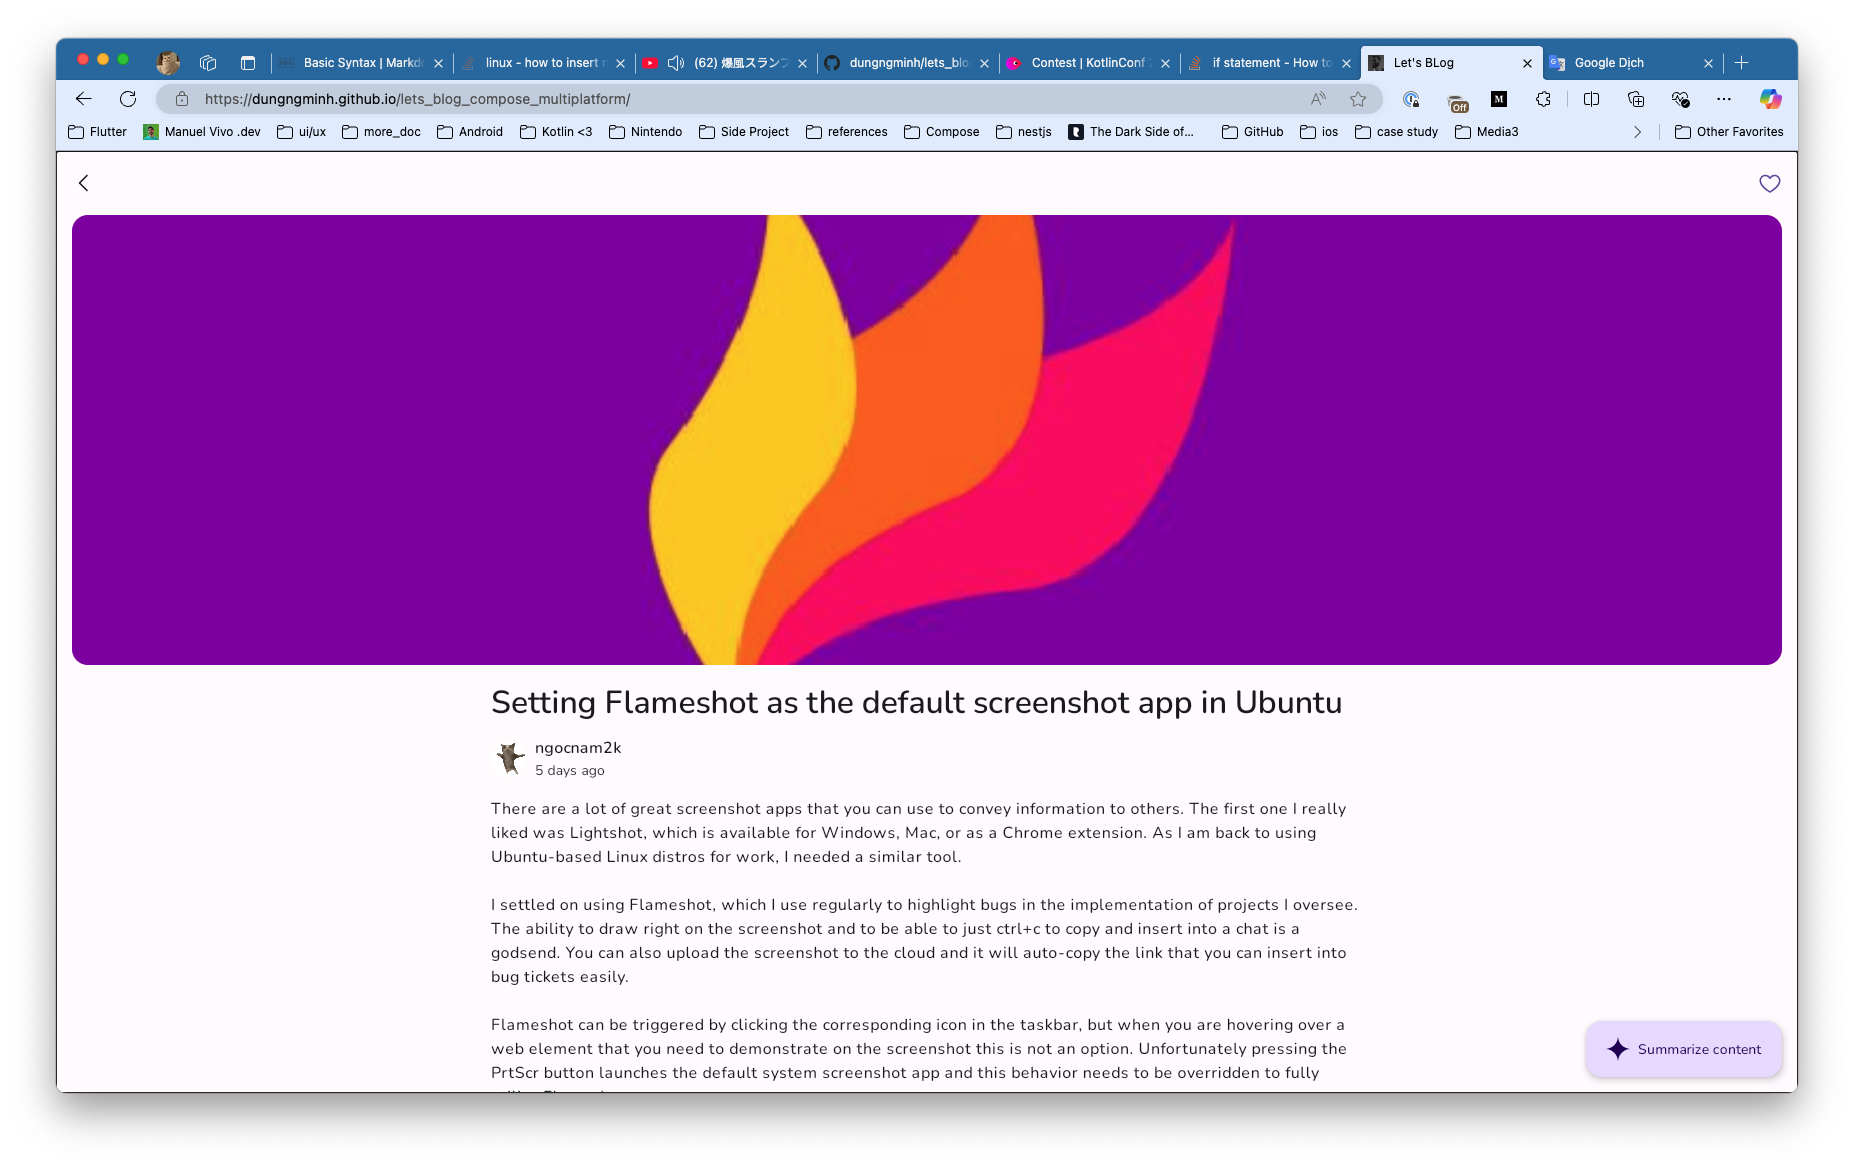 Basic Syntax | Markd
linux - how to insert
(62) 爆風スランプ
dungngminh/lets_blo
Contest | KotlinConf
if statement - How to
Let's BLog
Google Dịch
https://dungngminh.github.io/lets_blog_compose_multiplatform/
Off
M
Flutter
Manuel Vivo .dev
ui/ux
more_doc
Android
Kotlin <3
Nintendo
Side Project
references
Compose
nestjs
The Dark Side of...
GitHub
ios
case study
Media3
Other Favorites
Setting Flameshot as the default screenshot app in Ubuntu
ngocnam2k
5 days ago
There are a lot of great screenshot apps that you can use to convey information to others. The first one I really
liked was Lightshot, which is available for Windows, Mac, or as a Chrome extension. As I am back to using
Ubuntu-based Linux distros for work, I needed a similar tool.
I settled on using Flameshot, which I use regularly to highlight bugs in the implementation of projects I oversee.
The ability to draw right on the screenshot and to be able to just ctrl+c to copy and insert into a chat is a
godsend. You can also upload the screenshot to the cloud and it will auto-copy the link that you can insert into
bug tickets easily.
Flameshot can be triggered by clicking the corresponding icon in the taskbar, but when you are hovering over a
web element that you need to demonstrate on the screenshot this is not an option. Unfortunately pressing the
PrtScr button launches the default system screenshot app and this behavior needs to be overridden to fully
Summarize content